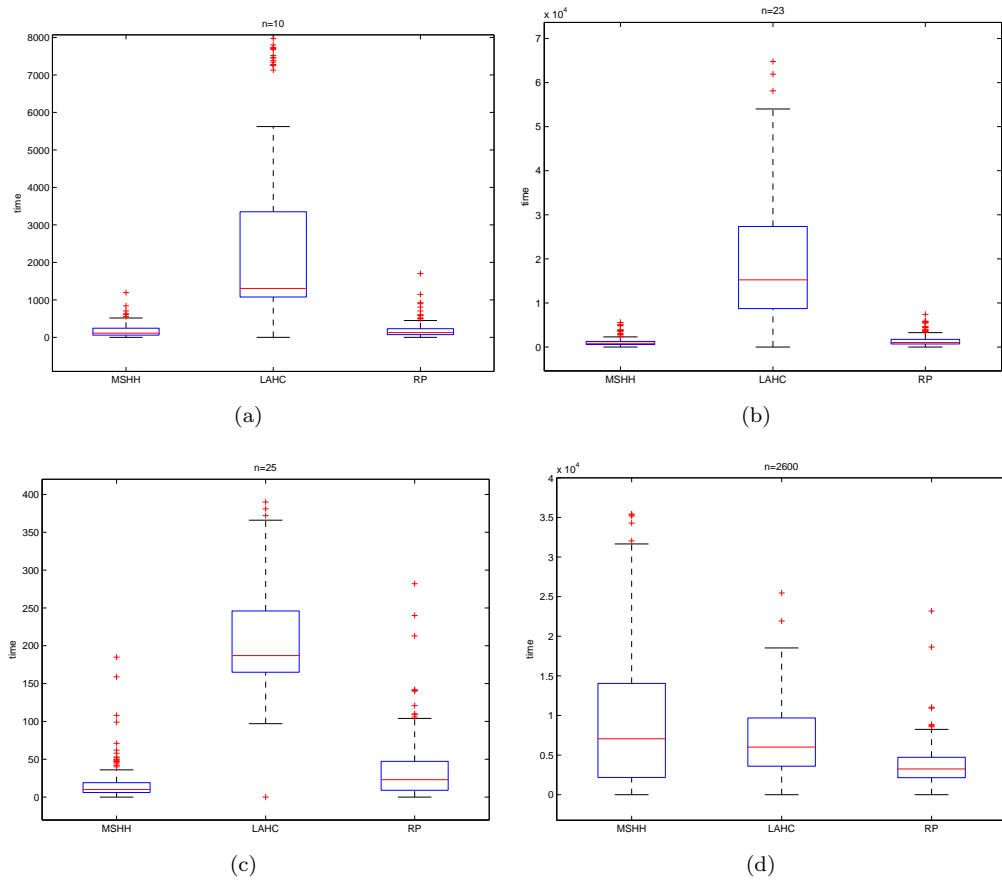 n=10
8000
7000
6000
5000
4000
3000
2000
1000
0
time
MSHH LAHC RP
(a)
x 10^4
n=23
7
6
5
4
3
2
1
0
time
MSHH LAHC RP
(b)
n=25
400
350
300
250
200
150
100
50
0
time
MSHH LAHC RP
(c)
x 10^4
n=2600
4
3.5
3
2.5
2
1.5
1
0.5
0
time
MSHH LAHC RP
(d)